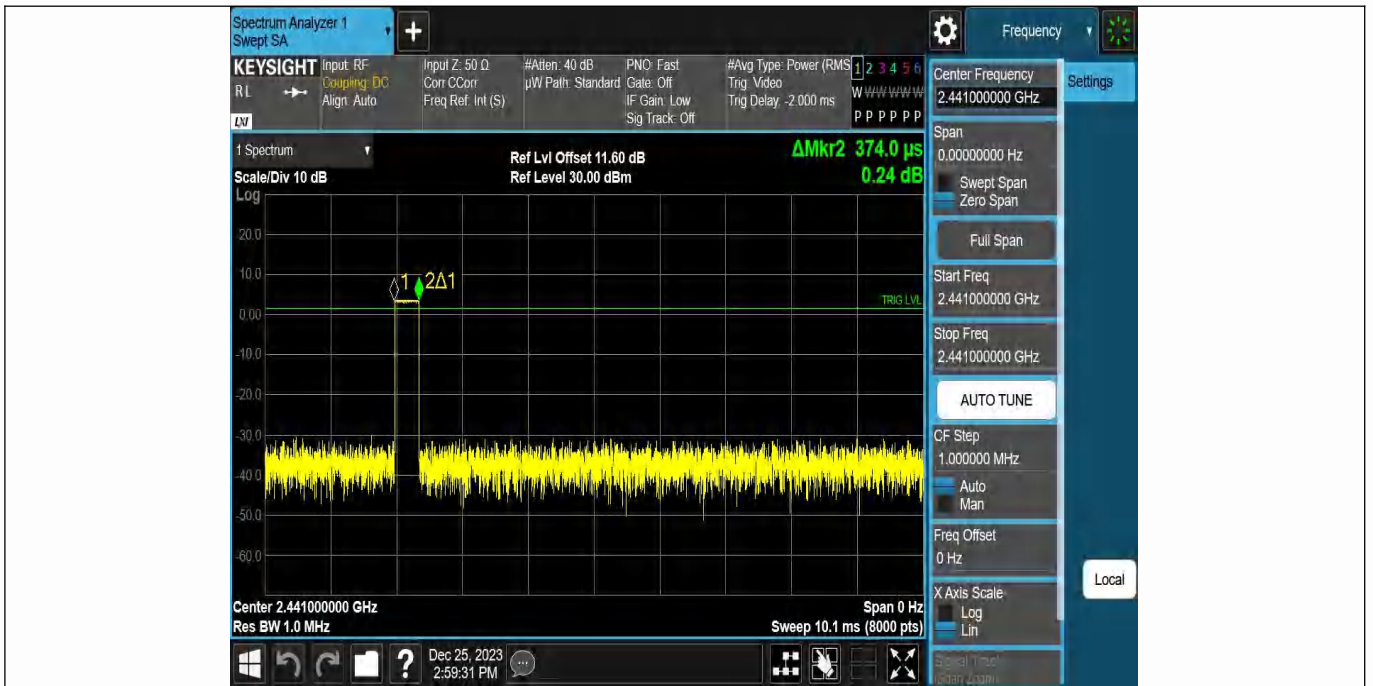 Spectrum Analyzer 1
Swept SA
+
Frequency
KEYSIGHT
RL
LXI
Input: RF
Coupling: DC
Align: Auto
Input Z: 50 Ω
Corr CCorr
Freq Ref: Int (S)
#Atten: 40 dB
µW Path: Standard
PNO: Fast
Gate: Off
IF Gain: Low
Sig Track: Off
#Avg Type: Power (RMS
Trig: Video
Trig Delay: -2.000 ms
1 2 3 4 5 6
W W W W W W
P P P P P P
1 Spectrum
Scale/Div 10 dB
Log
Ref Lvl Offset 11.60 dB
Ref Level 30.00 dBm
ΔMkr2 374.0 µs
0.24 dB
20.0
10.0
0.00
-10.0
-20.0
-30.0
-40.0
-50.0
-60.0
1 2Δ1
TRIG LVL
Center 2.441000000 GHz
Res BW 1.0 MHz
Span 0 Hz
Sweep 10.1 ms (8000 pts)
Dec 25, 2023
2:59:31 PM
Center Frequency
2.441000000 GHz
Settings
Span
0.00000000 Hz
Swept Span
Zero Span
Full Span
Start Freq
2.441000000 GHz
Stop Freq
2.441000000 GHz
AUTO TUNE
CF Step
1.000000 MHz
Auto
Man
Freq Offset
0 Hz
X Axis Scale
Log
Lin
Local
Signal Track
(Span Zoom)